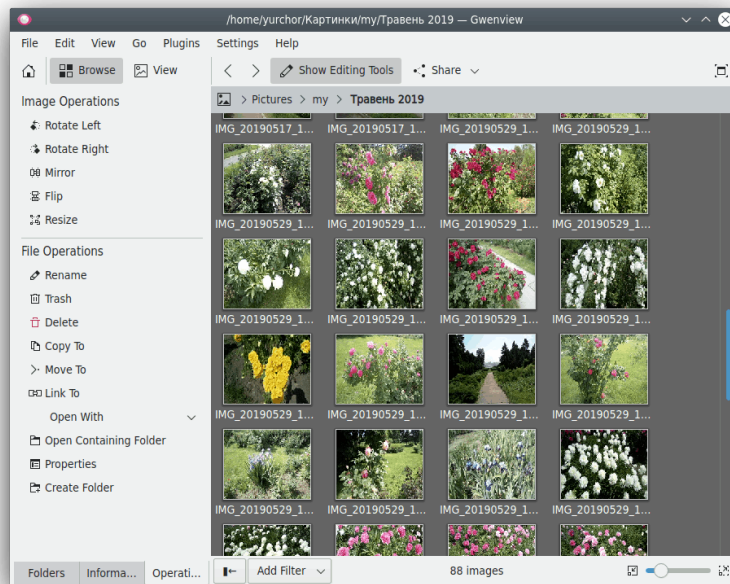 /home/yurchor/Картинки/my/Травень 2019 — Gwenview
File Edit View Go Plugins Settings Help
Browse View Show Editing Tools Share
Pictures my Травень 2019
Image Operations
Rotate Left
Rotate Right
Mirror
Flip
Resize
File Operations
Rename
Trash
Delete
Copy To
Move To
Link To
Open With
Open Containing Folder
Properties
Create Folder
IMG_20190517_1... IMG_20190517_1... IMG_20190529_1... IMG_20190529_1...
IMG_20190529_1... IMG_20190529_1... IMG_20190529_1... IMG_20190529_1...
IMG_20190529_1... IMG_20190529_1... IMG_20190529_1... IMG_20190529_1...
IMG_20190529_1... IMG_20190529_1... IMG_20190529_1... IMG_20190529_1...
IMG_20190529_1... IMG_20190529_1... IMG_20190529_1... IMG_20190529_1...
Folders Informa... Operati... Add Filter 88 images